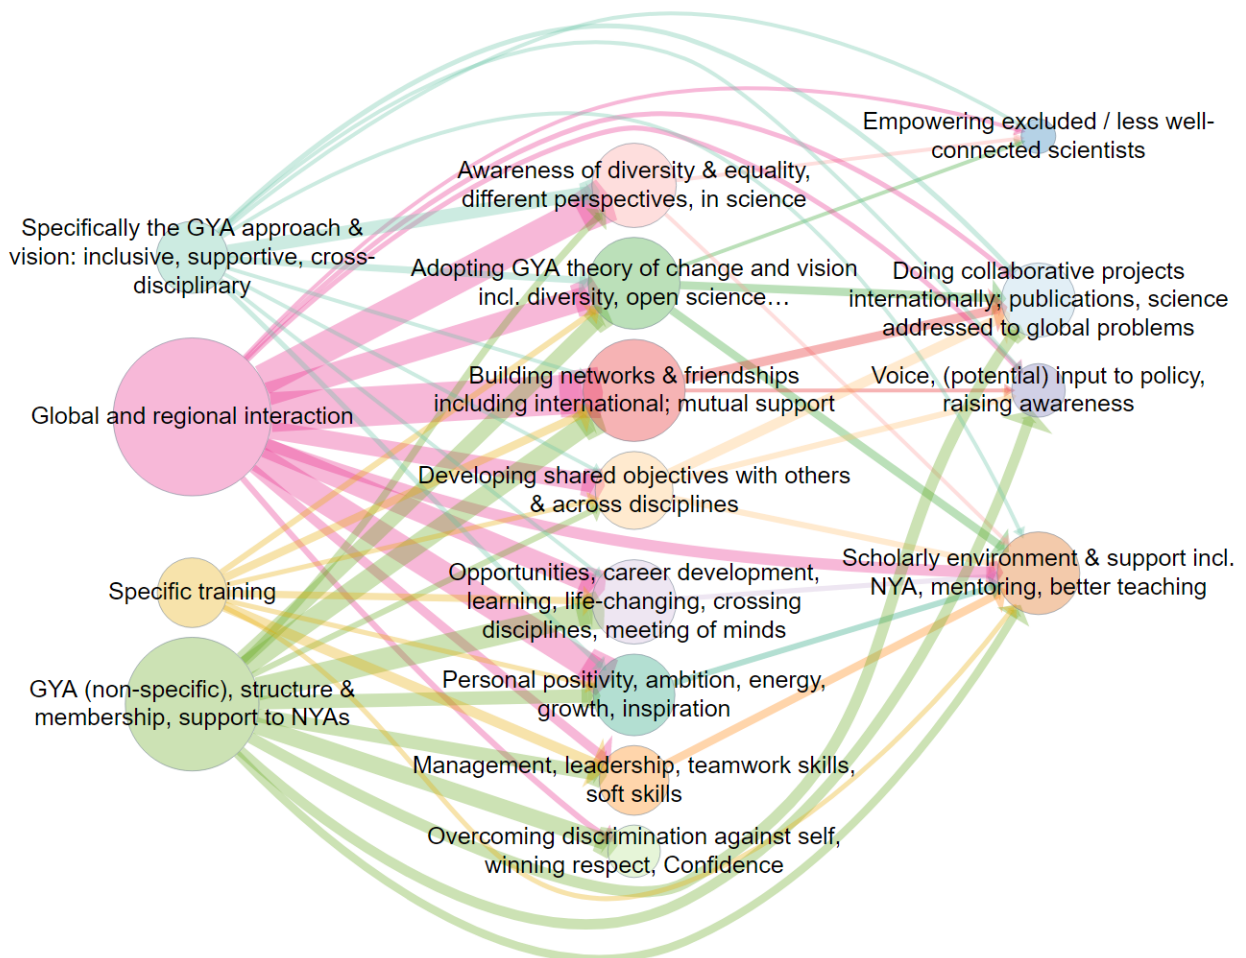 Specifically the GYA approach &
vision: inclusive, supportive, cross-
disciplinary
Global and regional interaction
Specific training
GYA (non-specific), structure &
membership, support to NYAs
Awareness of diversity & equality,
different perspectives, in science
Adopting GYA theory of change and vision
incl. diversity, open science…
Building networks & friendships
including international; mutual support
Developing shared objectives with others
& across disciplines
Opportunities, career development,
learning, life-changing, crossing
disciplines, meeting of minds
Personal positivity, ambition, energy,
growth, inspiration
Management, leadership, teamwork skills,
soft skills
Overcoming discrimination against self,
winning respect, Confidence
Empowering excluded / less well-
connected scientists
Doing collaborative projects
internationally; publications, science
addressed to global problems
Voice, (potential) input to policy,
raising awareness
Scholarly environment & support incl.
NYA, mentoring, better teaching